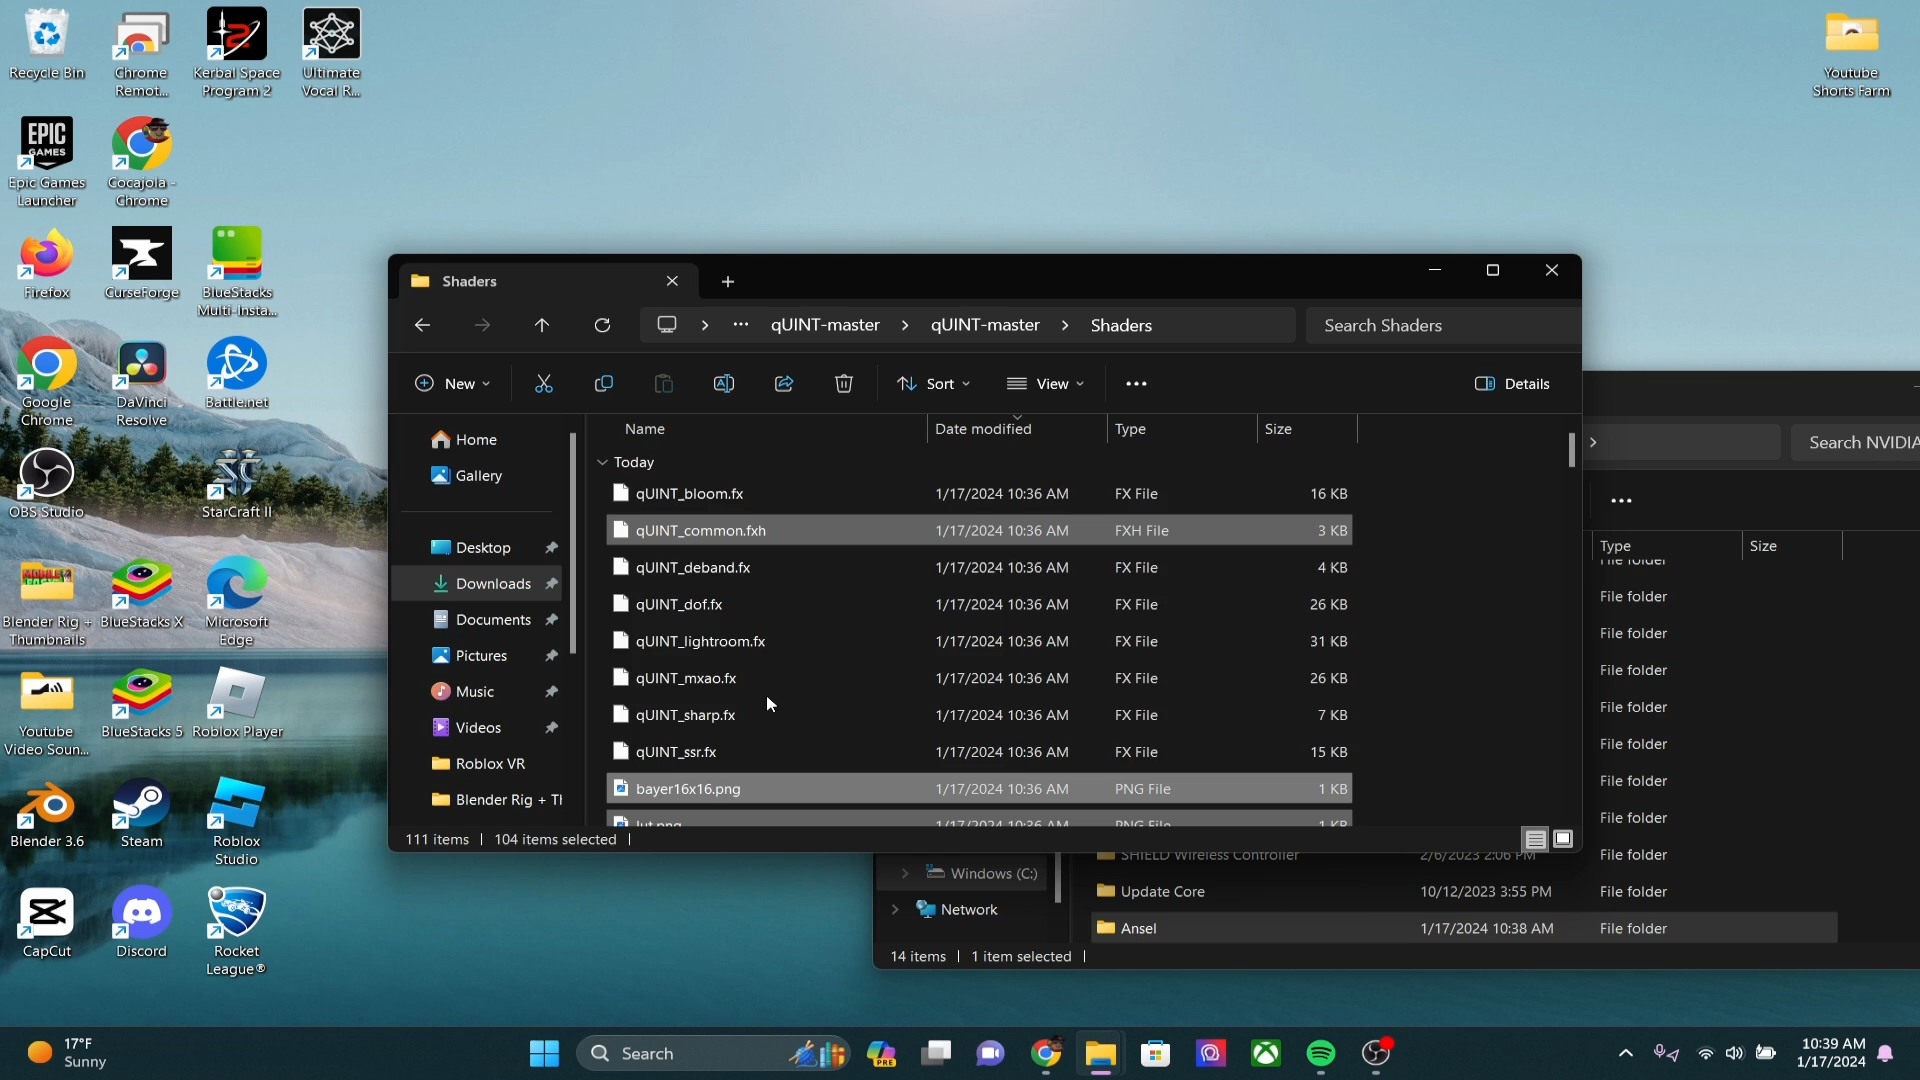 Recycle Bin
Chrome
Remot...
Kerbal Space
Program 2
Ultimate
Vocal R...
Youtube
Shorts Farm
EPIC
GAMES
Epic Games
Launcher
Cocajola -
Chrome
Firefox
CurseForge
BlueStacks
Multi-Insta...
Google
Chrome
DaVinci
Resolve
Battle.net
OBS Studio
StarCraft II
Blender Rig +
Thumbnails
BlueStacks X
Microsoft
Edge
Youtube
Video Soun...
BlueStacks 5
Roblox Player
Blender 3.6
Steam
Roblox
Studio
CapCut
Discord
Rocket
League®
Shaders
qUINT-master > qUINT-master > Shaders
Search Shaders
New
Sort
View
Details
Home
Gallery
Desktop
Downloads
Documents
Pictures
Music
Videos
Roblox VR
Blender Rig + Tl
Name Date modified Type Size
Today
qUINT_bloom.fx 1/17/2024 10:36 AM FX File 16 KB
qUINT_common.fxh 1/17/2024 10:36 AM FXH File 3 KB
qUINT_deband.fx 1/17/2024 10:36 AM FX File 4 KB
qUINT_dof.fx 1/17/2024 10:36 AM FX File 26 KB
qUINT_lightroom.fx 1/17/2024 10:36 AM FX File 31 KB
qUINT_mxao.fx 1/17/2024 10:36 AM FX File 26 KB
qUINT_sharp.fx 1/17/2024 10:36 AM FX File 7 KB
qUINT_ssr.fx 1/17/2024 10:36 AM FX File 15 KB
bayer16x16.png 1/17/2024 10:36 AM PNG File 1 KB
lut.png 1/17/2024 10:36 AM PNG File 1 KB
111 items | 104 items selected |
Search NVIDIA
Type Size
File folder
File folder
File folder
File folder
File folder
File folder
File folder
File folder
SHIELD Wireless Controller 2/6/2023 2:06 PM File folder
Update Core 10/12/2023 3:55 PM File folder
Ansel 1/17/2024 10:38 AM File folder
Windows (C:)
Network
14 items | 1 item selected |
17°F
Sunny
Search
PRE
10:39 AM
1/17/2024